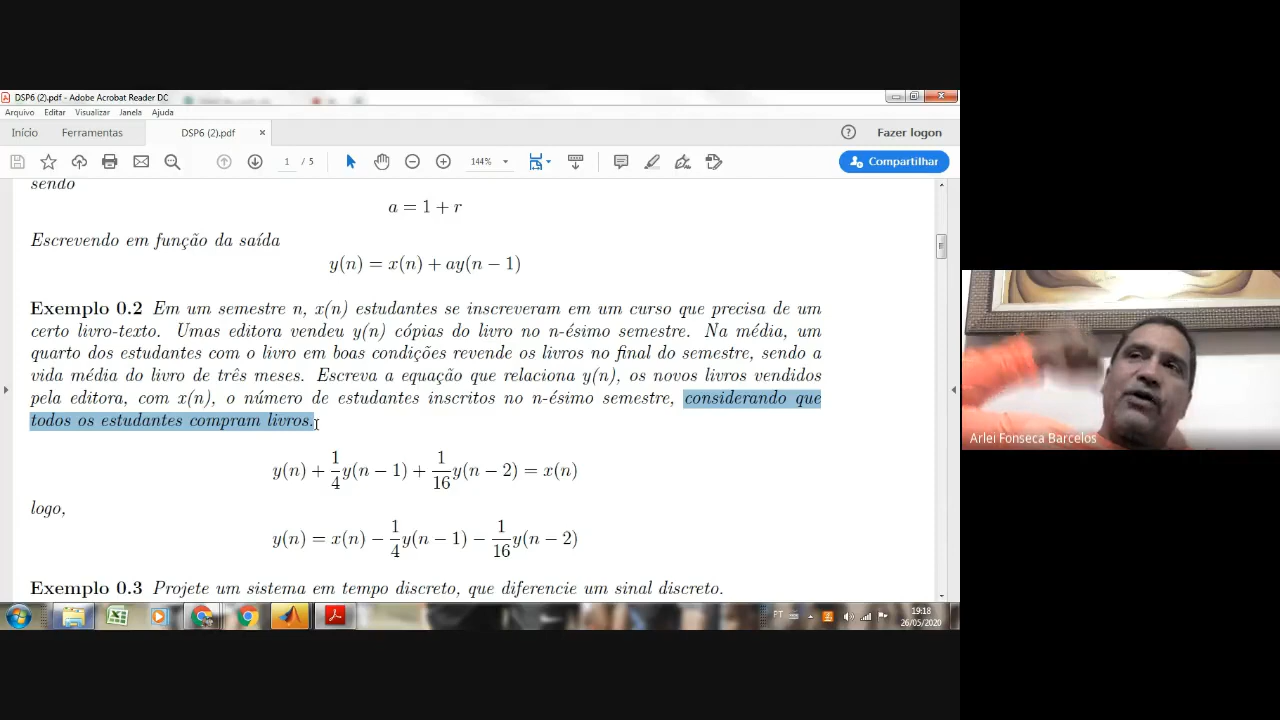 DSP6 (2).pdf - Adobe Acrobat Reader DC
Arquivo Editar Visualizar Janela Ajuda
Início Ferramentas DSP6 (2).pdf × Fazer logon
1 / 5 144% Compartilhar
sendo
a = 1 + r
Escrevendo em função da saída
y(n) = x(n) + ay(n − 1)
Exemplo 0.2 Em um semestre n, x(n) estudantes se inscreveram em um curso que precisa de um
certo livro-texto. Umas editora vendeu y(n) cópias do livro no n-ésimo semestre. Na média, um
quarto dos estudantes com o livro em boas condições revende os livros no final do semestre, sendo a
vida média do livro de três meses. Escreva a equação que relaciona y(n), os novos livros vendidos
pela editora, com x(n), o número de estudantes inscritos no n-ésimo semestre, considerando que
todos os estudantes compram livros.
y(n) + 1/4 y(n − 1) + 1/16 y(n − 2) = x(n)
logo,
y(n) = x(n) − 1/4 y(n − 1) − 1/16 y(n − 2)
Exemplo 0.3 Projete um sistema em tempo discreto, que diferencie um sinal discreto.
PT 19:18
26/05/2020
Arlei Fonseca Barcelos